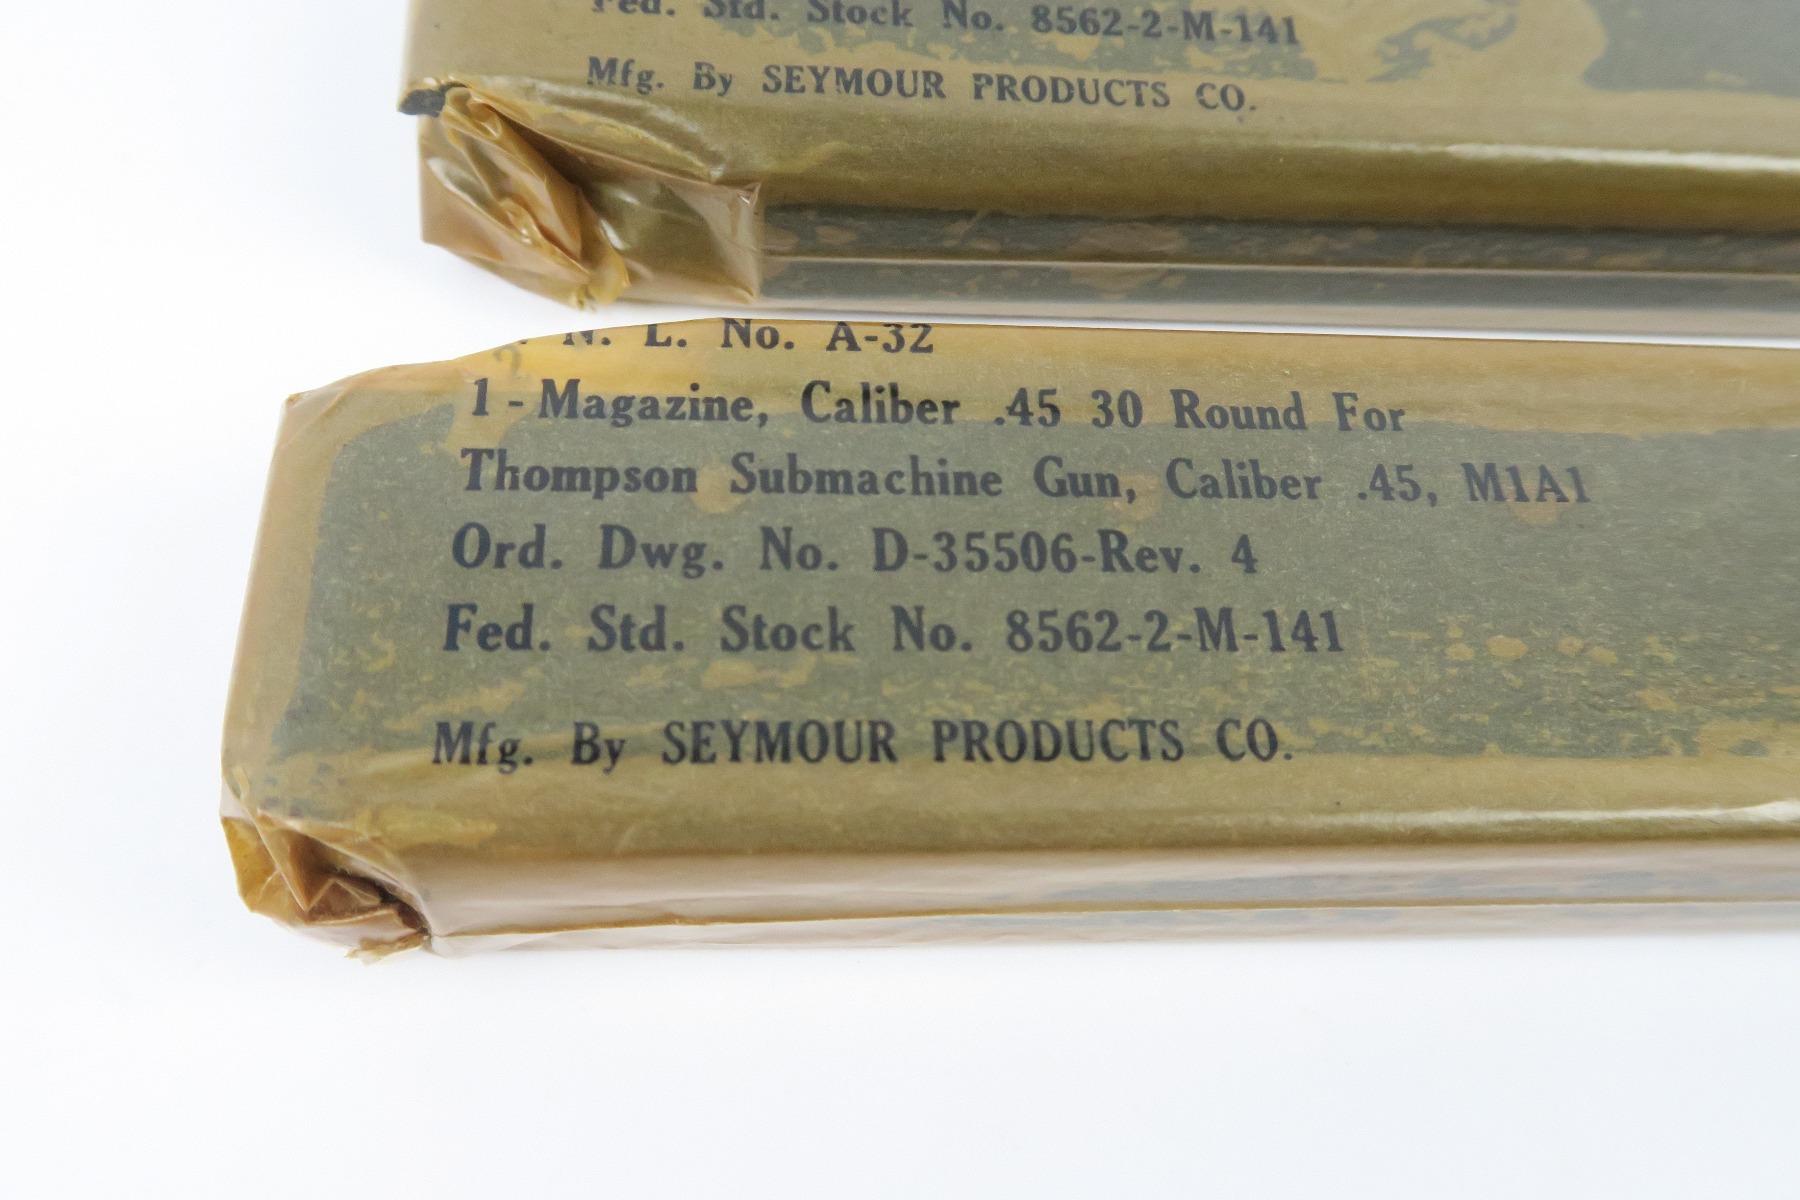 Fed. Std. Stock No. 8562-2-M-141
Mfg. By SEYMOUR PRODUCTS CO.
N. L. No. A-32
1 - Magazine, Caliber .45 30 Round For
Thompson Submachine Gun, Caliber .45, M1A1
Ord. Dwg. No. D-35506-Rev. 4
Fed. Std. Stock No. 8562-2-M-141
Mfg. By SEYMOUR PRODUCTS CO.